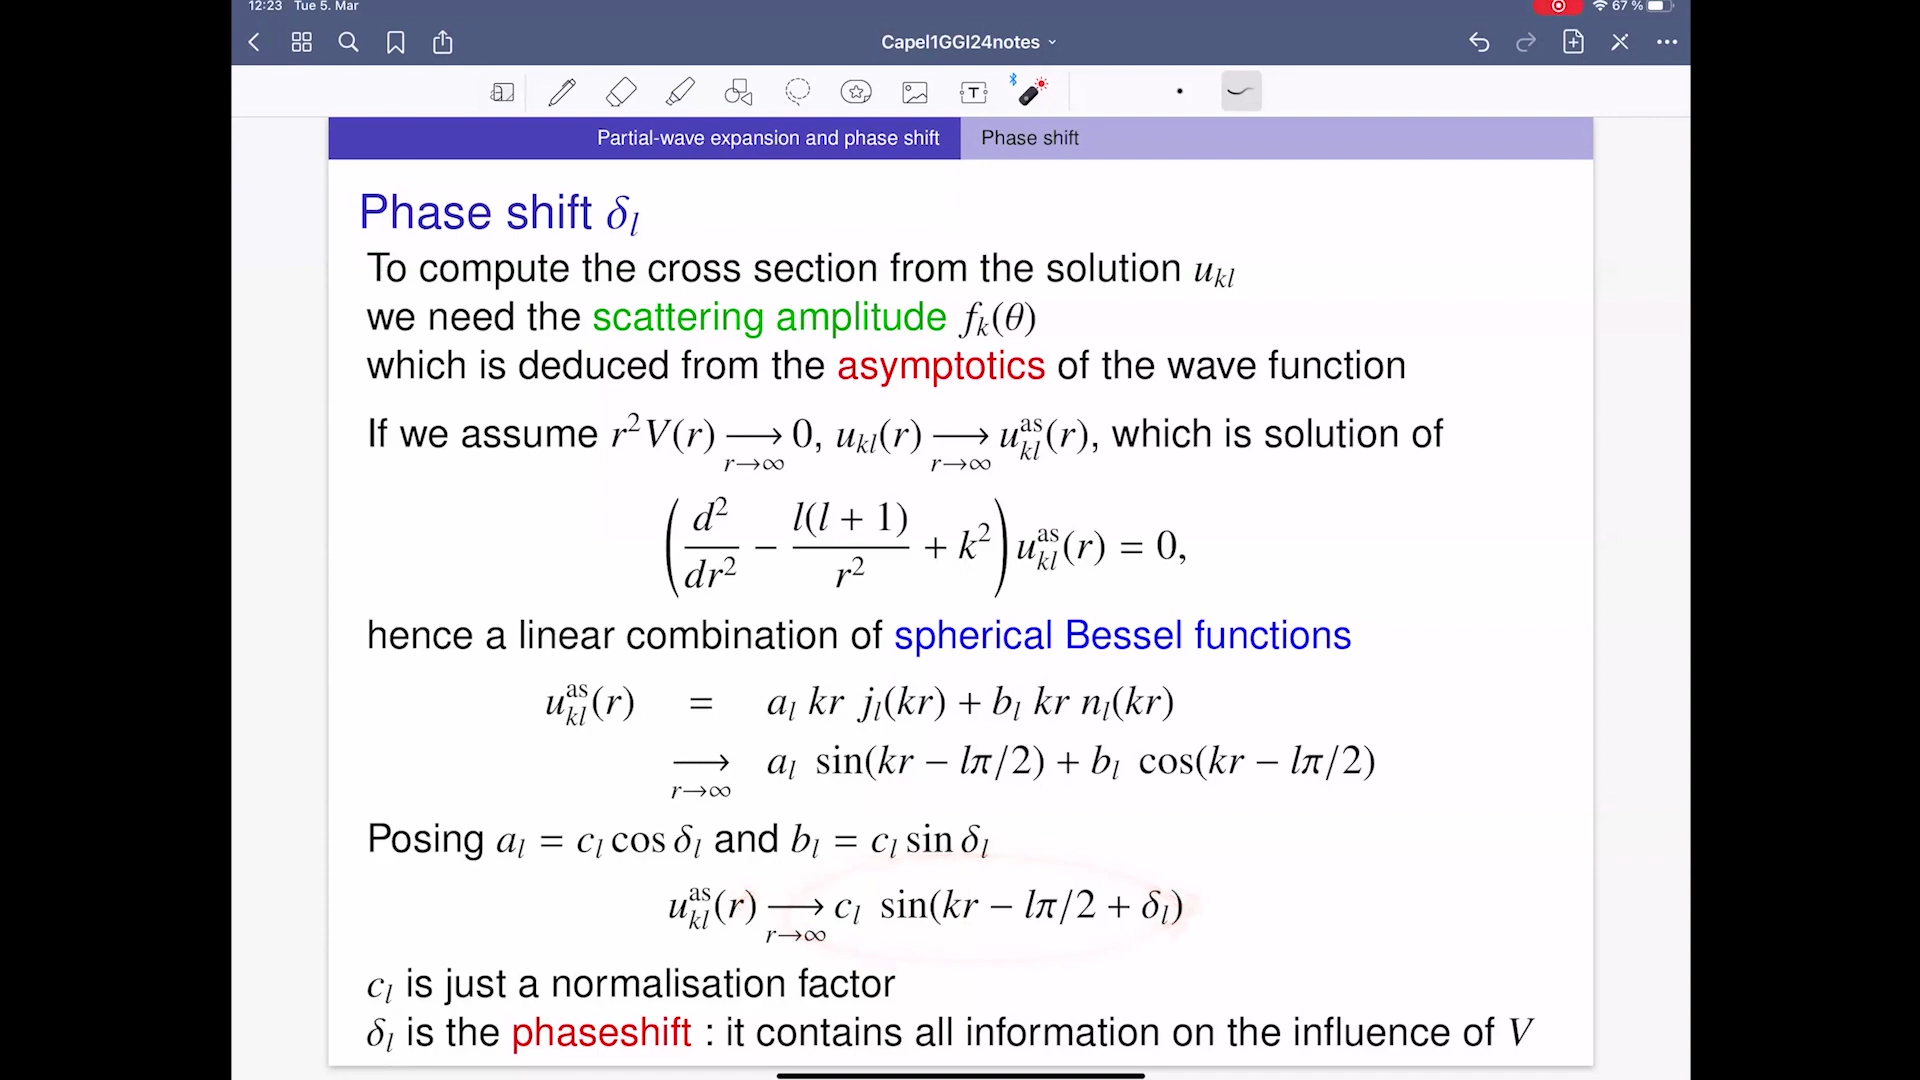 12:23 Tue 5. Mar
67 %
Capel1GGI24notes
Partial-wave expansion and phase shift
Phase shift
Phase shift δ_l
To compute the cross section from the solution u_{kl}
we need the scattering amplitude f_k(θ)
which is deduced from the asymptotics of the wave function
If we assume r²V(r) ⟶_{r→∞} 0, u_{kl}(r) ⟶_{r→∞} u_{kl}^{as}(r), which is solution of
(d²/dr² − l(l + 1)/r² + k²) u_{kl}^{as}(r) = 0,
hence a linear combination of spherical Bessel functions
u_{kl}^{as}(r) = a_l kr j_l(kr) + b_l kr n_l(kr)
⟶_{r→∞} a_l sin(kr − lπ/2) + b_l cos(kr − lπ/2)
Posing a_l = c_l cos δ_l and b_l = c_l sin δ_l
u_{kl}^{as}(r) ⟶_{r→∞} c_l sin(kr − lπ/2 + δ_l)
c_l is just a normalisation factor
δ_l is the phaseshift : it contains all information on the influence of V